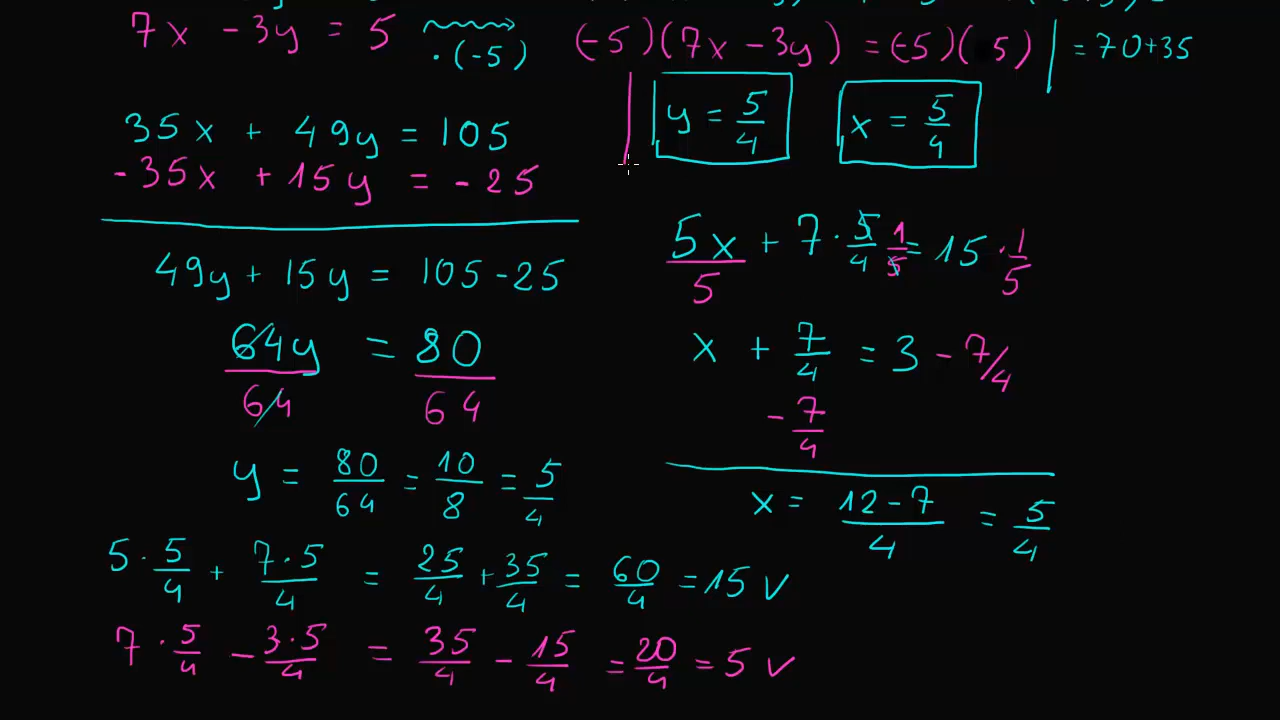 7x - 3y = 5 · (-5) (-5)(7x - 3y) = (-5)(5) | = 70+35
35x + 49y = 105
-35x + 15y = -25
y = 5/4
x = 5/4
49y + 15y = 105 - 25
64y/64 = 80/64
y = 80/64 = 10/8 = 5/4
5x/5 + 7 · 5/4 1/5 = 15 · 1/5
x + 7/4 = 3 - 7/4
- 7/4
x = 12 - 7/4 = 5/4
5 · 5/4 + 7 · 5/4 = 25/4 + 35/4 = 60/4 = 15 v
7 · 5/4 - 3 · 5/4 = 35/4 - 15/4 = 20/4 = 5 v